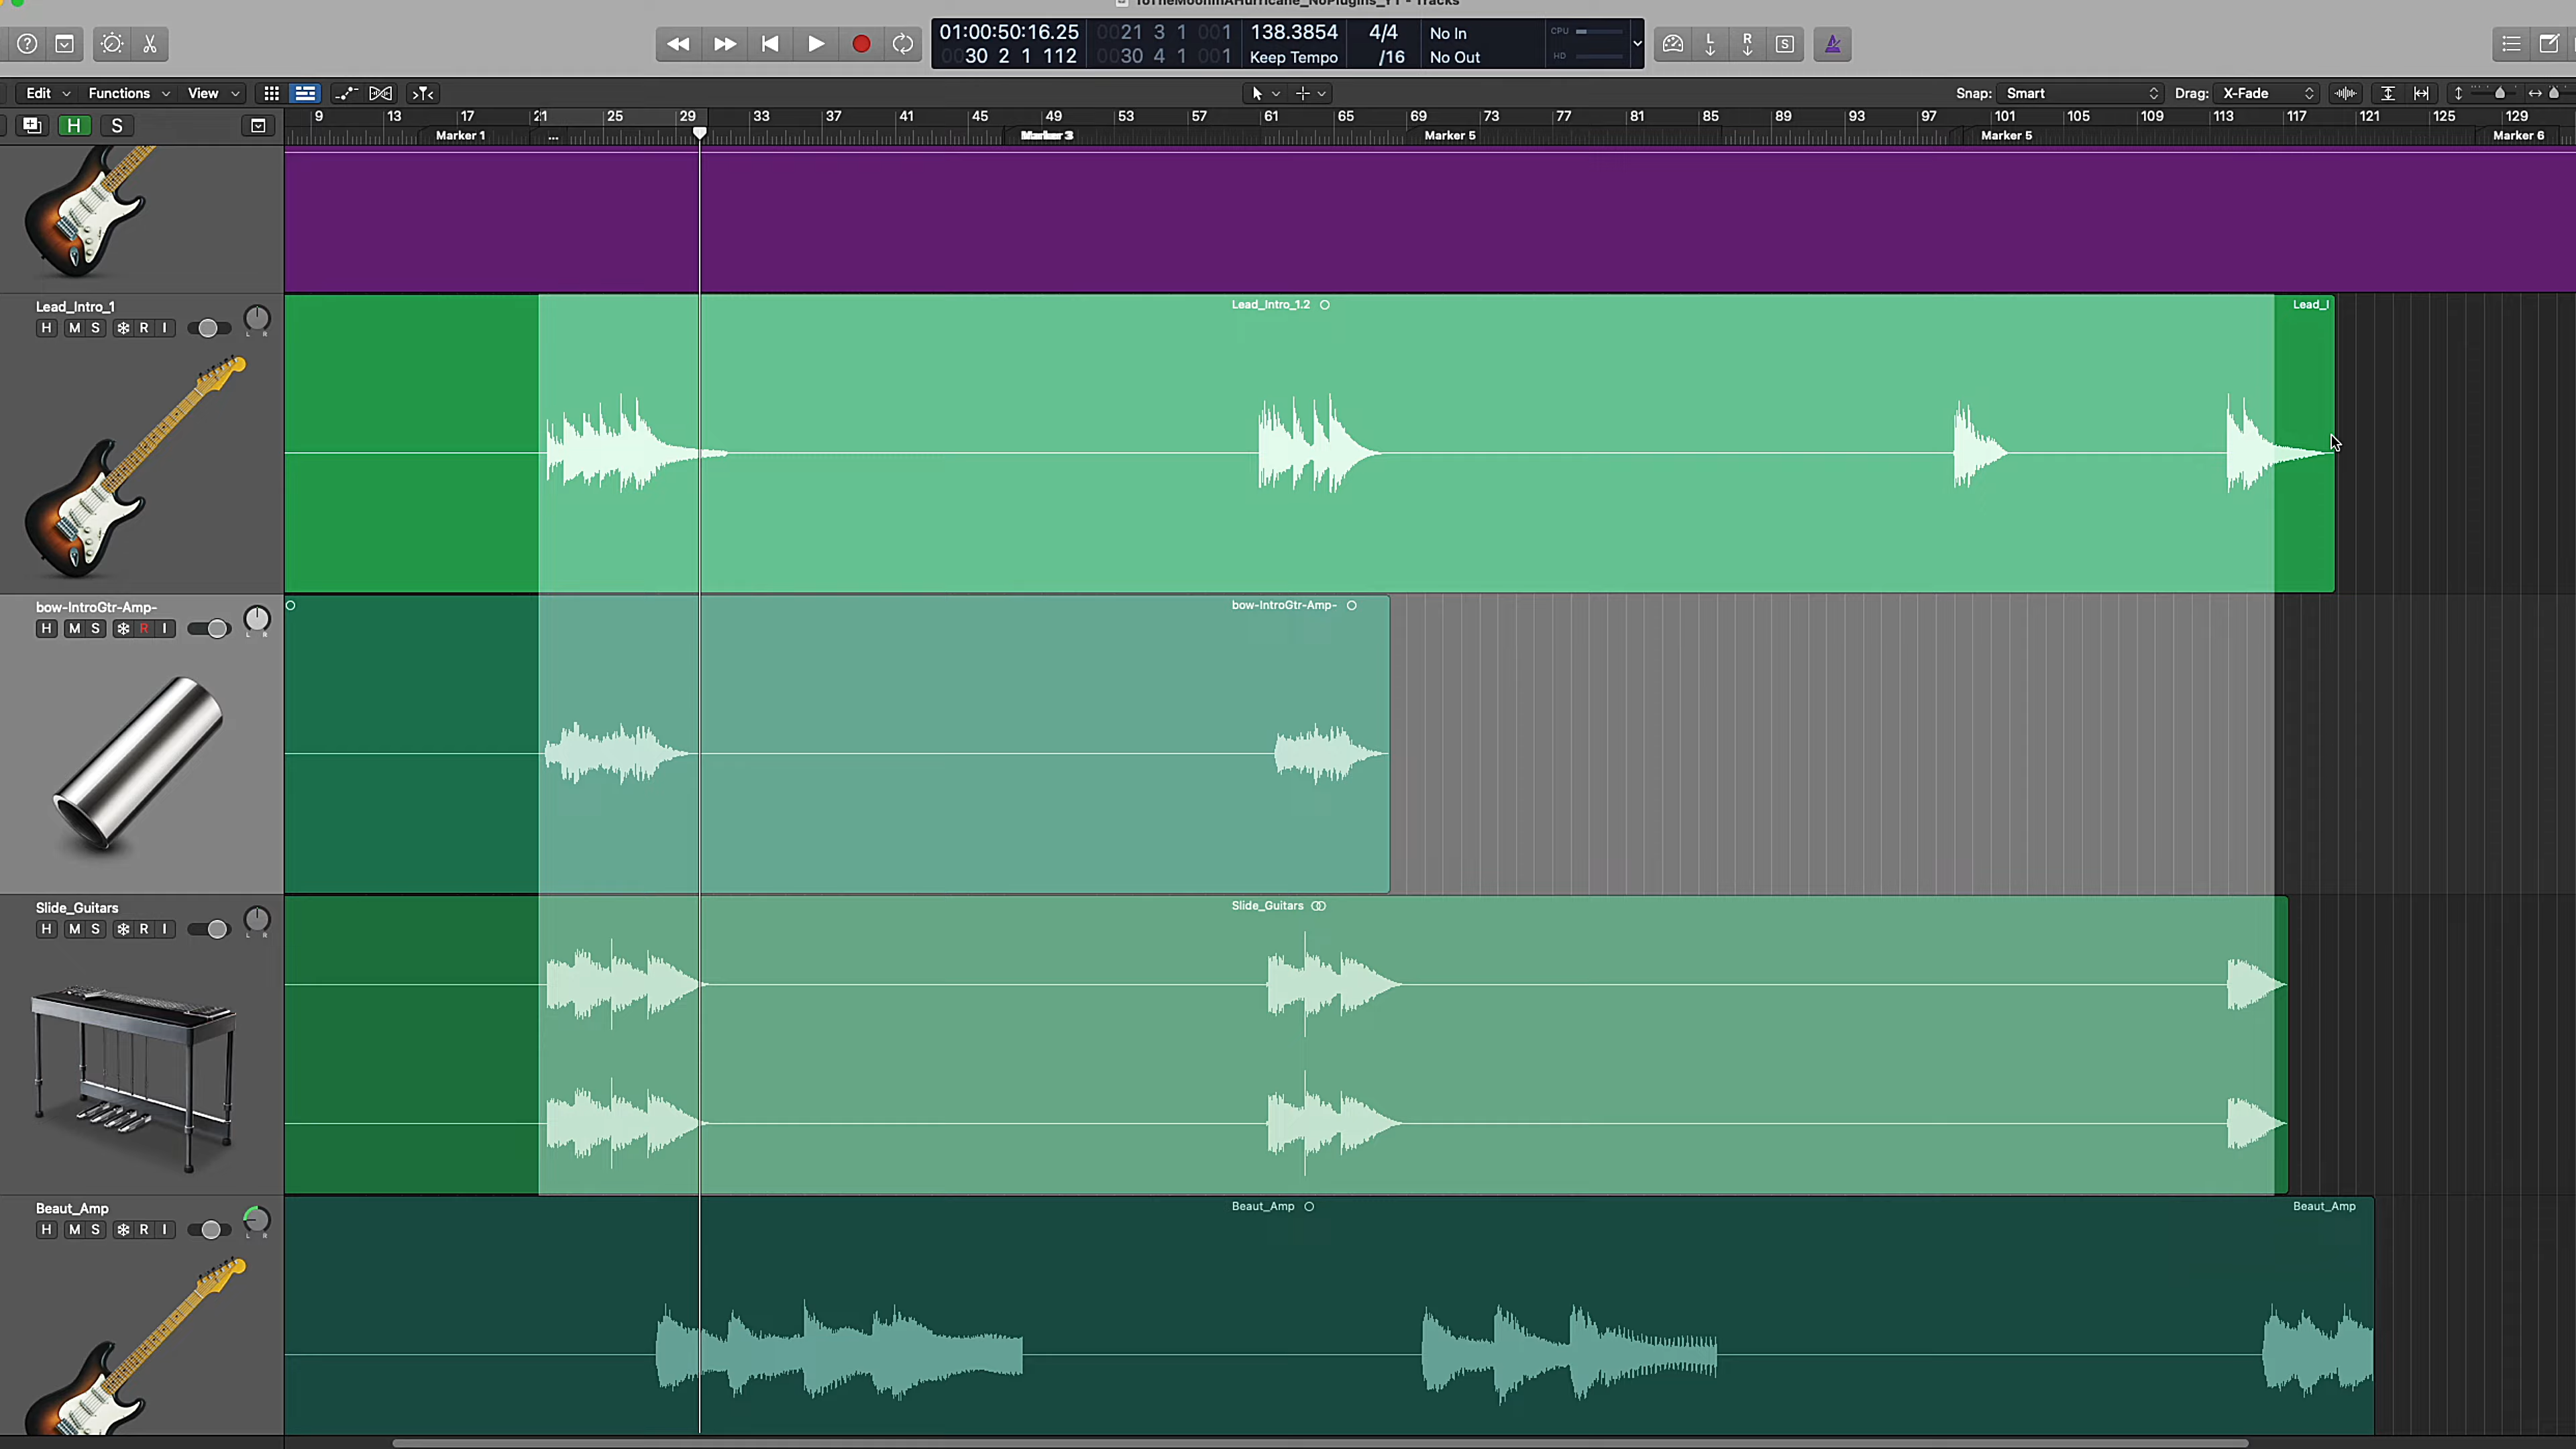 ToTheMoonInAHurricane_NoPlugins_YT - Tracks
01:00:50:16.25 0021 3 1 001 138.3854 4/4 No In CPU
0030 2 1 112 0030 4 1 001 Keep Tempo /16 No Out HD
L R S
Edit Functions View Snap: Smart Drag: X-Fade
H S
9 13 17 21 25 29 33 37 41 45 49 53 57 61 65 69 73 77 81 85 89 93 97 101 105 109 113 117 121 125 129
Marker 1 ... Marker 3 Marker 5 Marker 5 Marker 6
Lead_Intro_1 Lead_Intro_1.2 Lead_I
H M S R I L R
bow-IntroGtr-Amp- bow-IntroGtr-Amp-
H M S R I L R
Slide_Guitars Slide_Guitars
H M S R I L R
Beaut_Amp Beaut_Amp Beaut_Amp
H M S R I L R